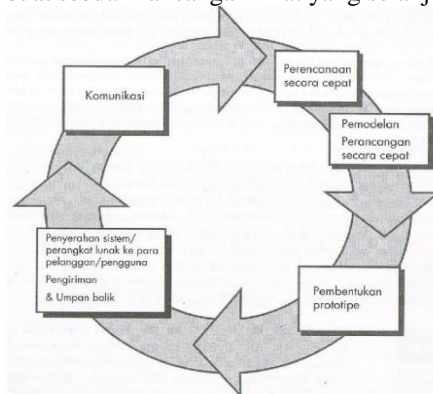 Komunikasi
Perencanaan
secara cepat
Pemodelan
Perancangan
secara cepat
Pembentukan
prototipe
Penyerahan sistem/
perangkat lunak ke para
pelanggan/pengguna
Pengiriman
& Umpan balik